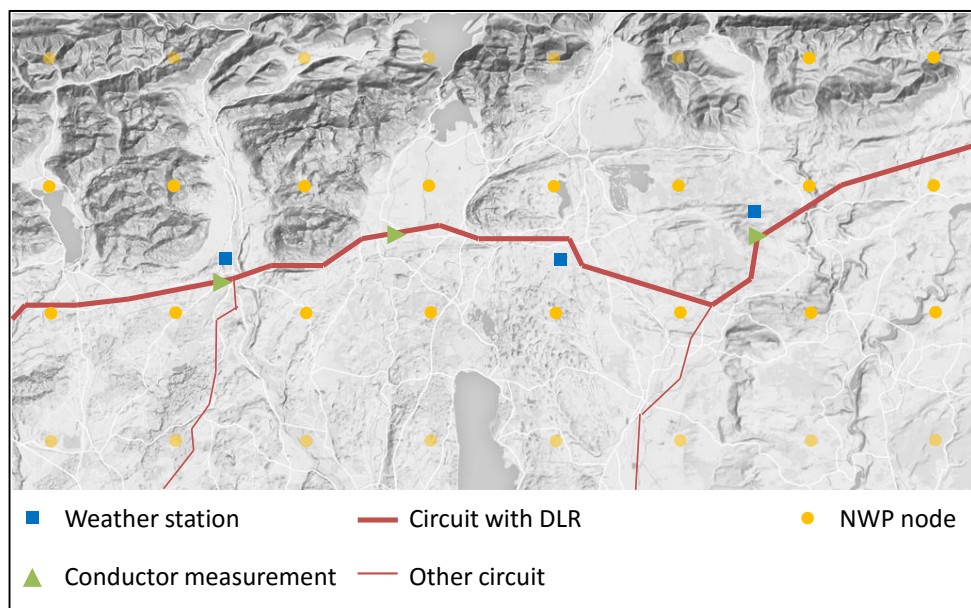 Weather station
Circuit with DLR
NWP node
Conductor measurement
Other circuit